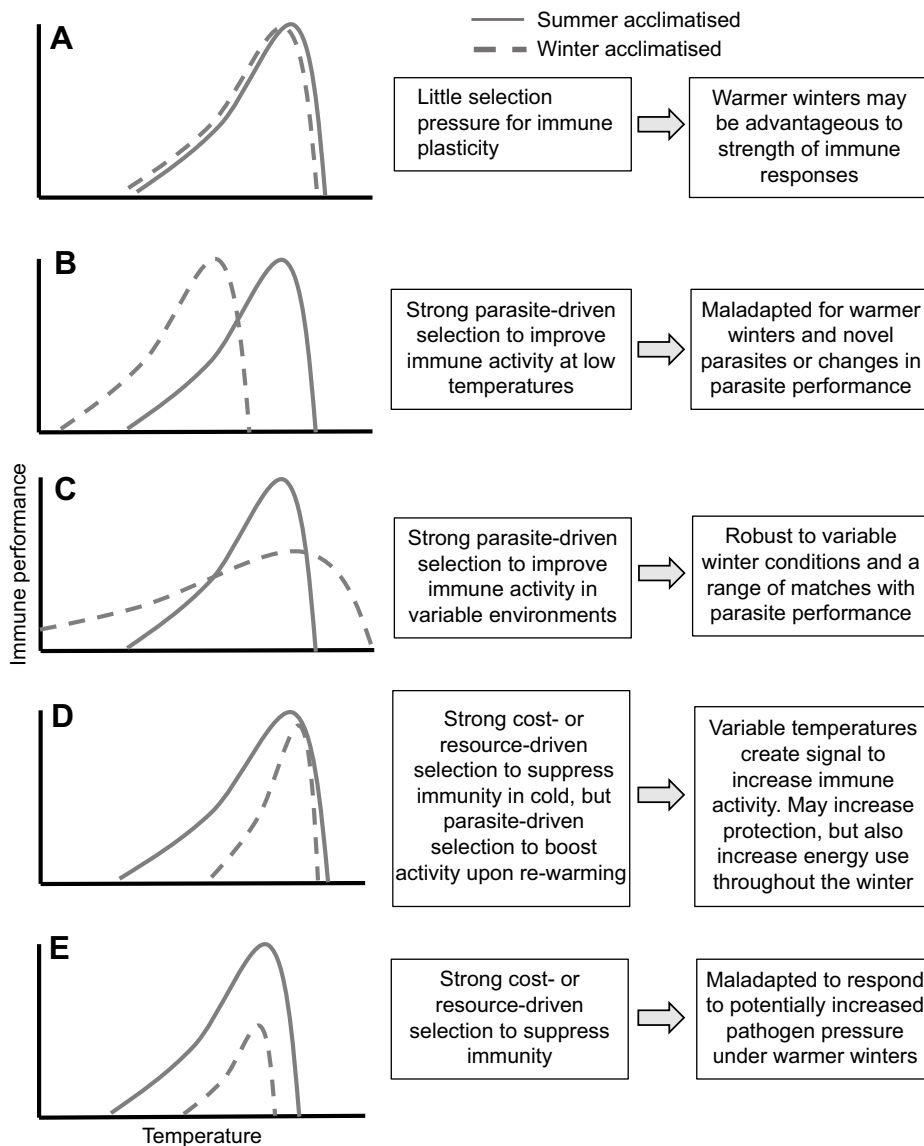 Summer acclimatised
Winter acclimatised
A
Little selection
pressure for immune
plasticity
Warmer winters may
be advantageous to
strength of immune
responses
B
Strong parasite-driven
selection to improve
immune activity at low
temperatures
Maladapted for warmer
winters and novel
parasites or changes in
parasite performance
C
Strong parasite-driven
selection to improve
immune activity in
variable environments
Robust to variable
winter conditions and a
range of matches with
parasite performance
Immune performance
D
Strong cost- or
resource-driven
selection to suppress
immunity in cold, but
parasite-driven
selection to boost
activity upon re-warming
Variable temperatures
create signal to
increase immune
activity. May increase
protection, but also
increase energy use
throughout the winter
E
Strong cost- or
resource-driven
selection to suppress
immunity
Maladapted to respond
to potentially increased
pathogen pressure
under warmer winters
Temperature